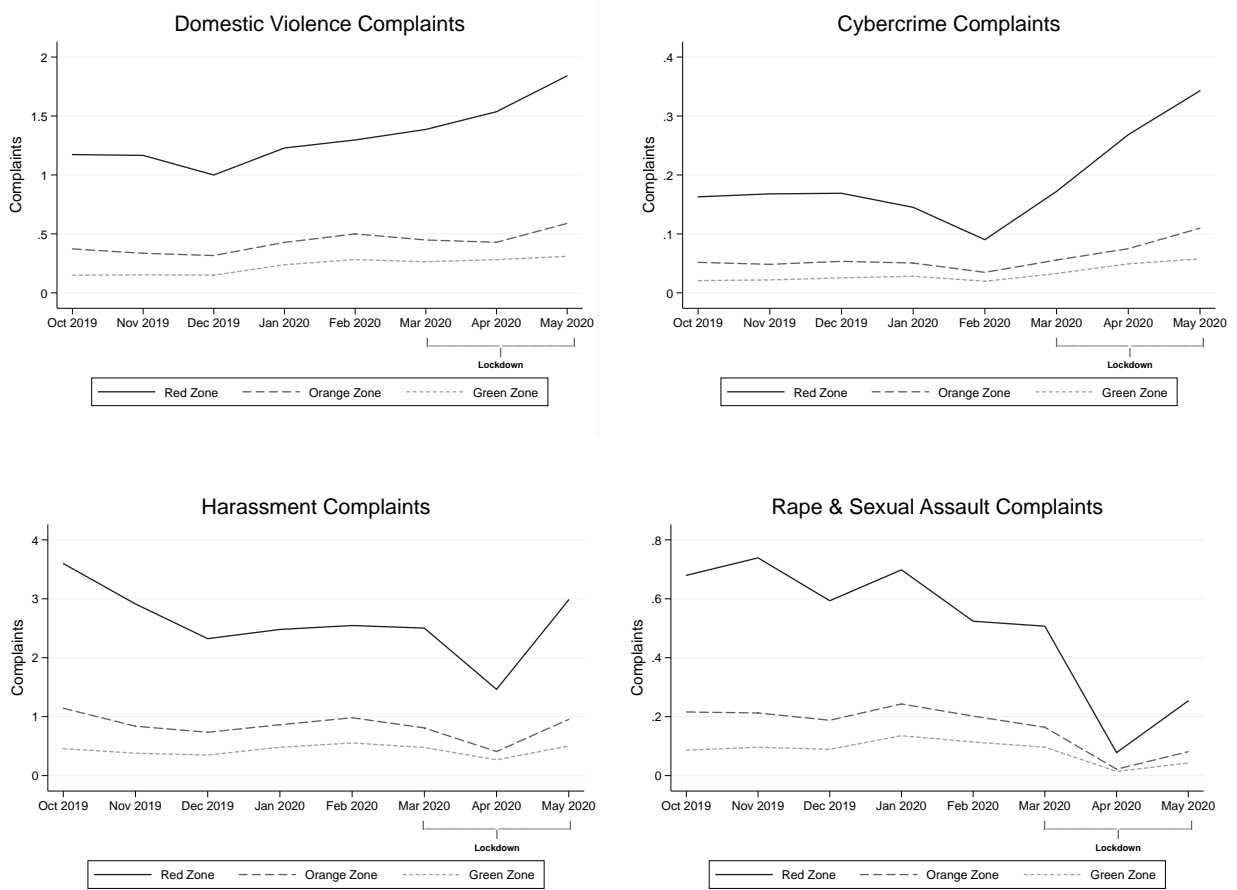 Domestic Violence Complaints
Complaints
2
1.5
1
.5
0
Oct 2019 Nov 2019 Dec 2019 Jan 2020 Feb 2020 Mar 2020 Apr 2020 May 2020
Lockdown
Red Zone Orange Zone Green Zone
Cybercrime Complaints
Complaints
.4
.3
.2
.1
0
Oct 2019 Nov 2019 Dec 2019 Jan 2020 Feb 2020 Mar 2020 Apr 2020 May 2020
Lockdown
Red Zone Orange Zone Green Zone
Harassment Complaints
Complaints
4
3
2
1
0
Oct 2019 Nov 2019 Dec 2019 Jan 2020 Feb 2020 Mar 2020 Apr 2020 May 2020
Lockdown
Red Zone Orange Zone Green Zone
Rape & Sexual Assault Complaints
Complaints
.8
.6
.4
.2
0
Oct 2019 Nov 2019 Dec 2019 Jan 2020 Feb 2020 Mar 2020 Apr 2020 May 2020
Lockdown
Red Zone Orange Zone Green Zone